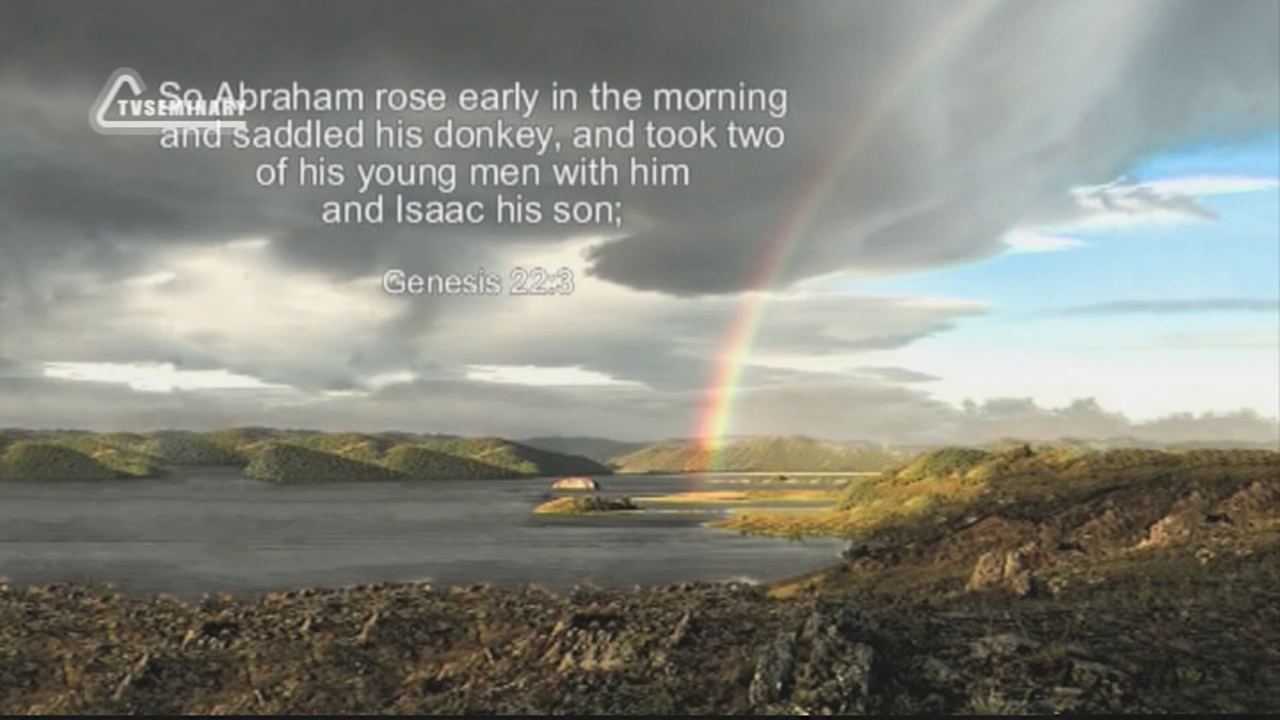 So Abraham rose early in the morning
TVSEMINARY
and saddled his donkey, and took two
of his young men with him
and Isaac his son;
Genesis 22:3